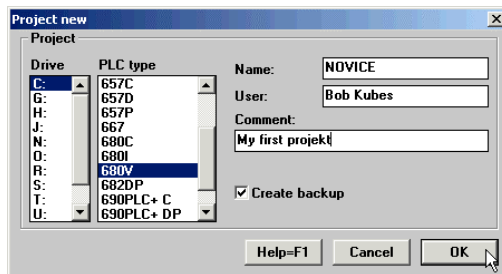 Project new
Project
Drive
C:
G:
H:
J:
N:
O:
R:
S:
T:
U:
PLC type
657C
657D
657P
667
680C
680I
680V
682DP
690PLC+ C
690PLC+ DP
Name: NOVICE
User: Bob Kubes
Comment:
My first projekt
Create backup
Help=F1 Cancel OK